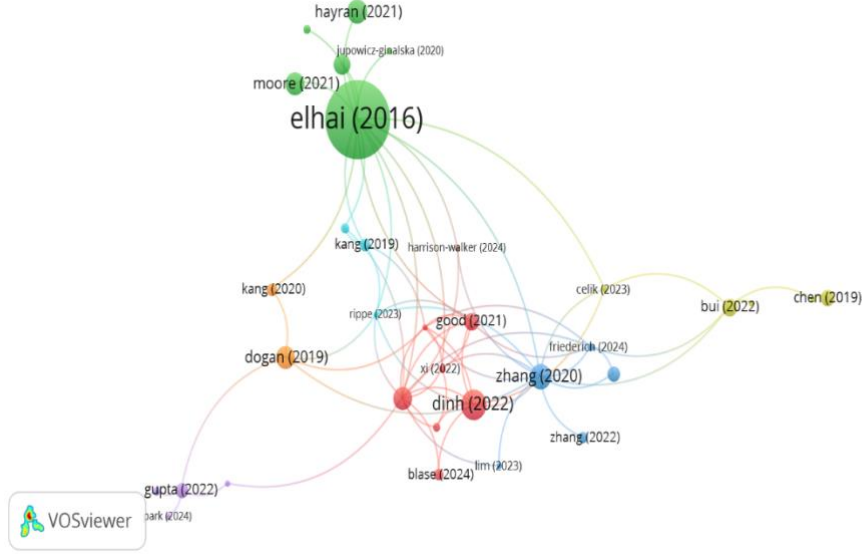 hayran (2021)
jupowicz-ginalska (2020)
moore (2021)
elhai (2016)
kang (2019)
harrison-walker (2024)
kang (2020)
celik (2023)
chen (2019)
bui (2022)
rippe (2023)
good (2021)
friederich (2024)
dogan (2019)
xi (2022)
zhang (2020)
dinh (2022)
zhang (2022)
lim (2023)
blase (2024)
gupta (2022)
park (2024)
VOSviewer